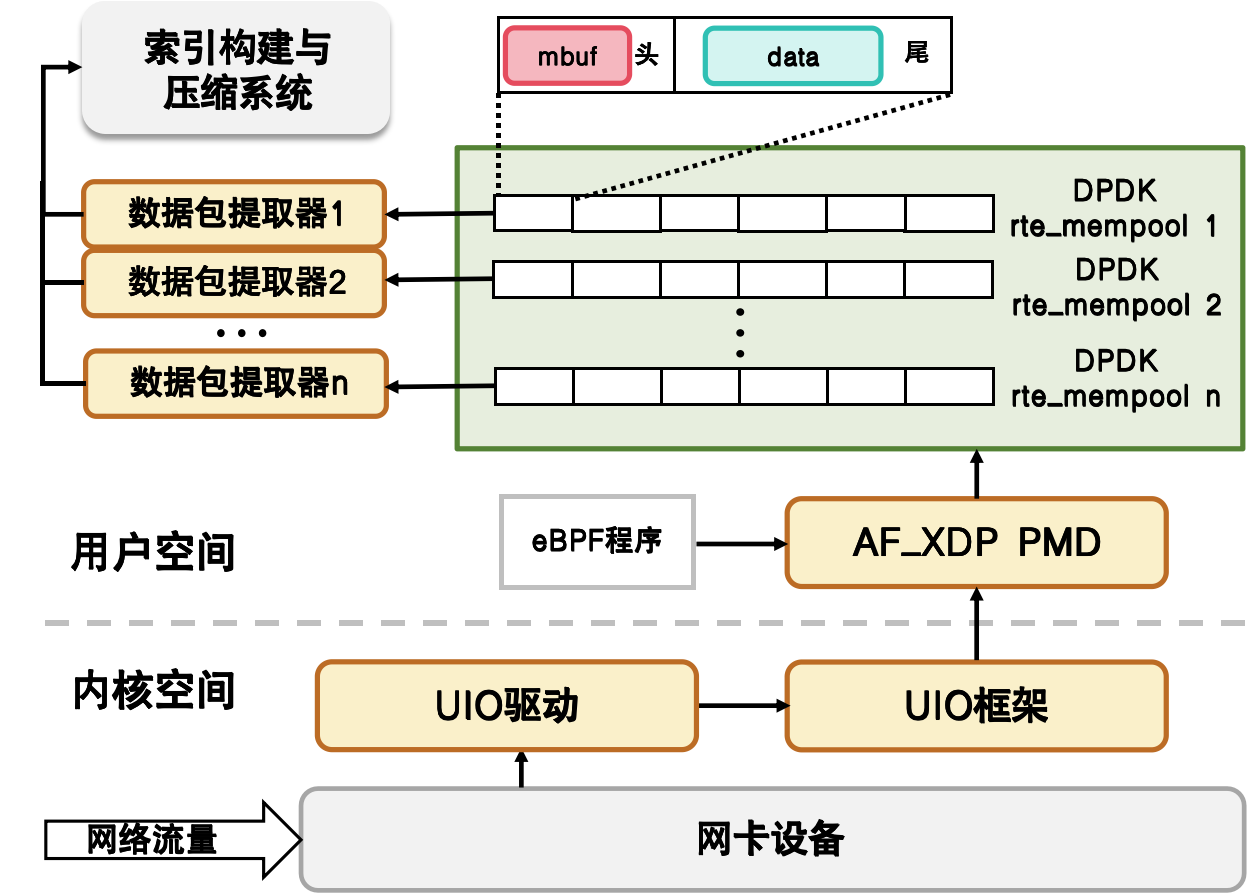 索引构建与
压缩系统
mbuf 头 data 尾
数据包提取器1
数据包提取器2
···
数据包提取器n
DPDK
rte_mempool 1
DPDK
rte_mempool 2
DPDK
rte_mempool n
用户空间
eBPF程序
AF_XDP PMD
内核空间
UIO驱动
UIO框架
网络流量
网卡设备